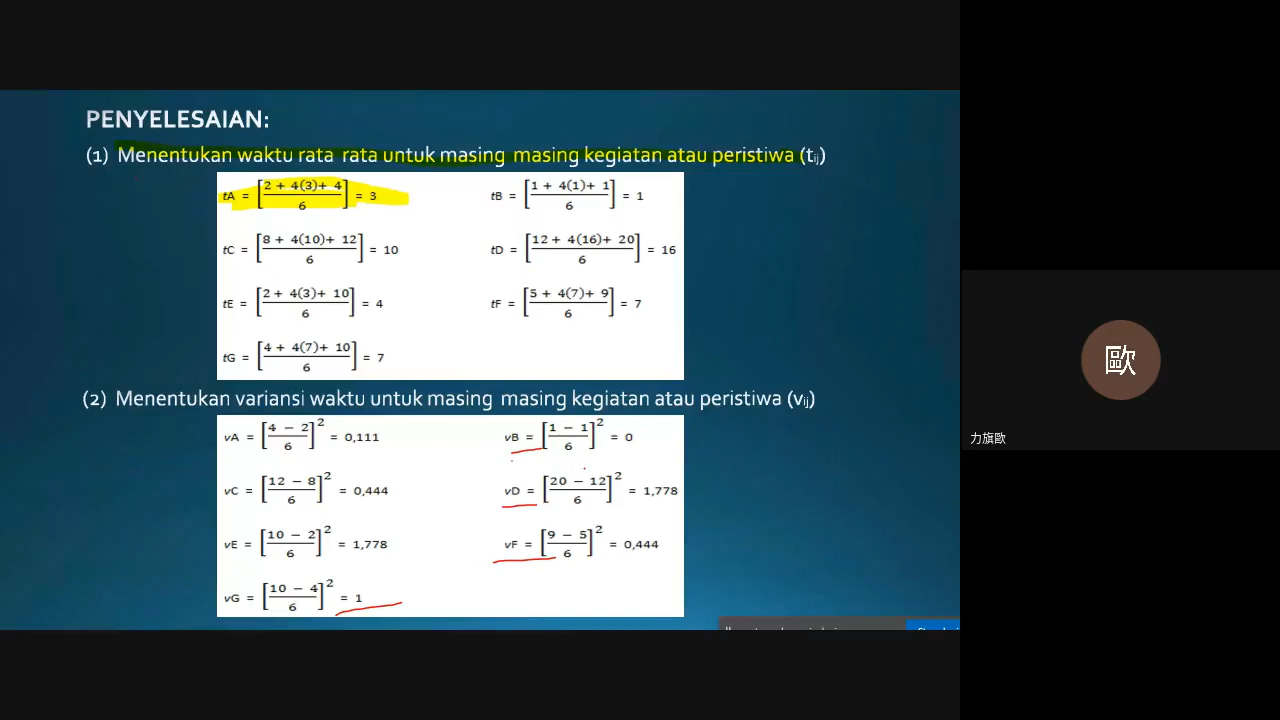 PENYELESAIAN:
(1) Menentukan waktu rata rata untuk masing masing kegiatan atau peristiwa (tij)
tA = [2 + 4(3)+ 4 / 6] = 3
tB = [1 + 4(1)+ 1 / 6] = 1
tC = [8 + 4(10)+ 12 / 6] = 10
tD = [12 + 4(16)+ 20 / 6] = 16
tE = [2 + 4(3)+ 10 / 6] = 4
tF = [5 + 4(7)+ 9 / 6] = 7
tG = [4 + 4(7)+ 10 / 6] = 7
(2) Menentukan variansi waktu untuk masing masing kegiatan atau peristiwa (vij)
vA = [4 − 2 / 6]² = 0,111
vB = [1 − 1 / 6]² = 0
vC = [12 − 8 / 6]² = 0,444
vD = [20 − 12 / 6]² = 1,778
vE = [10 − 2 / 6]² = 1,778
vF = [9 − 5 / 6]² = 0,444
vG = [10 − 4 / 6]² = 1
歐
力旗歐